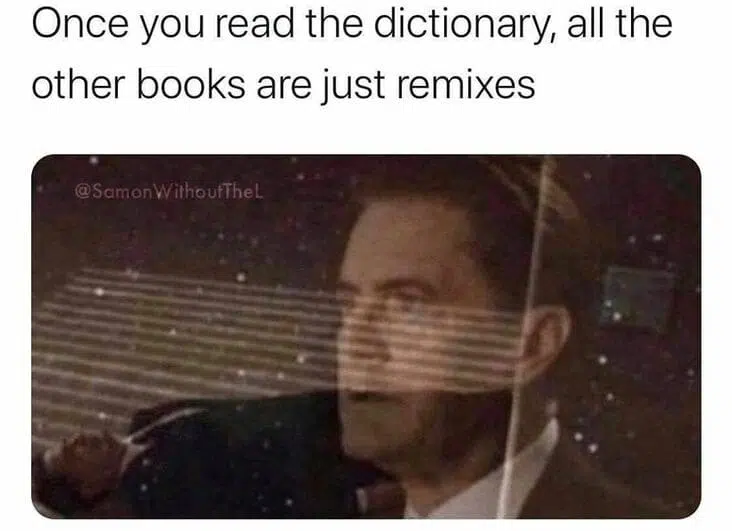 Once you read the dictionary, all the
other books are just remixes
@SamonWithoutTheL